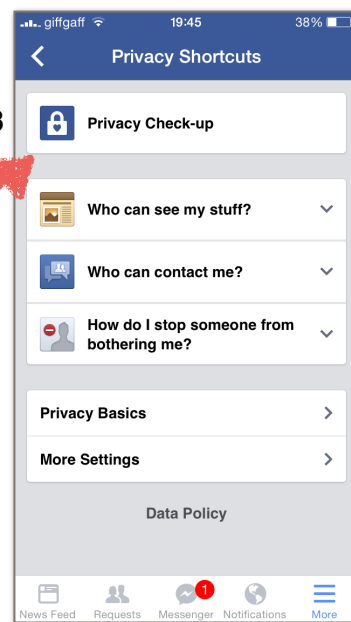 giffgaff 19:45 38%
Privacy Shortcuts
3
Privacy Check-up
Who can see my stuff?
Who can contact me?
How do I stop someone from
bothering me?
Privacy Basics
More Settings
Data Policy
1
News Feed Requests Messenger Notifications More